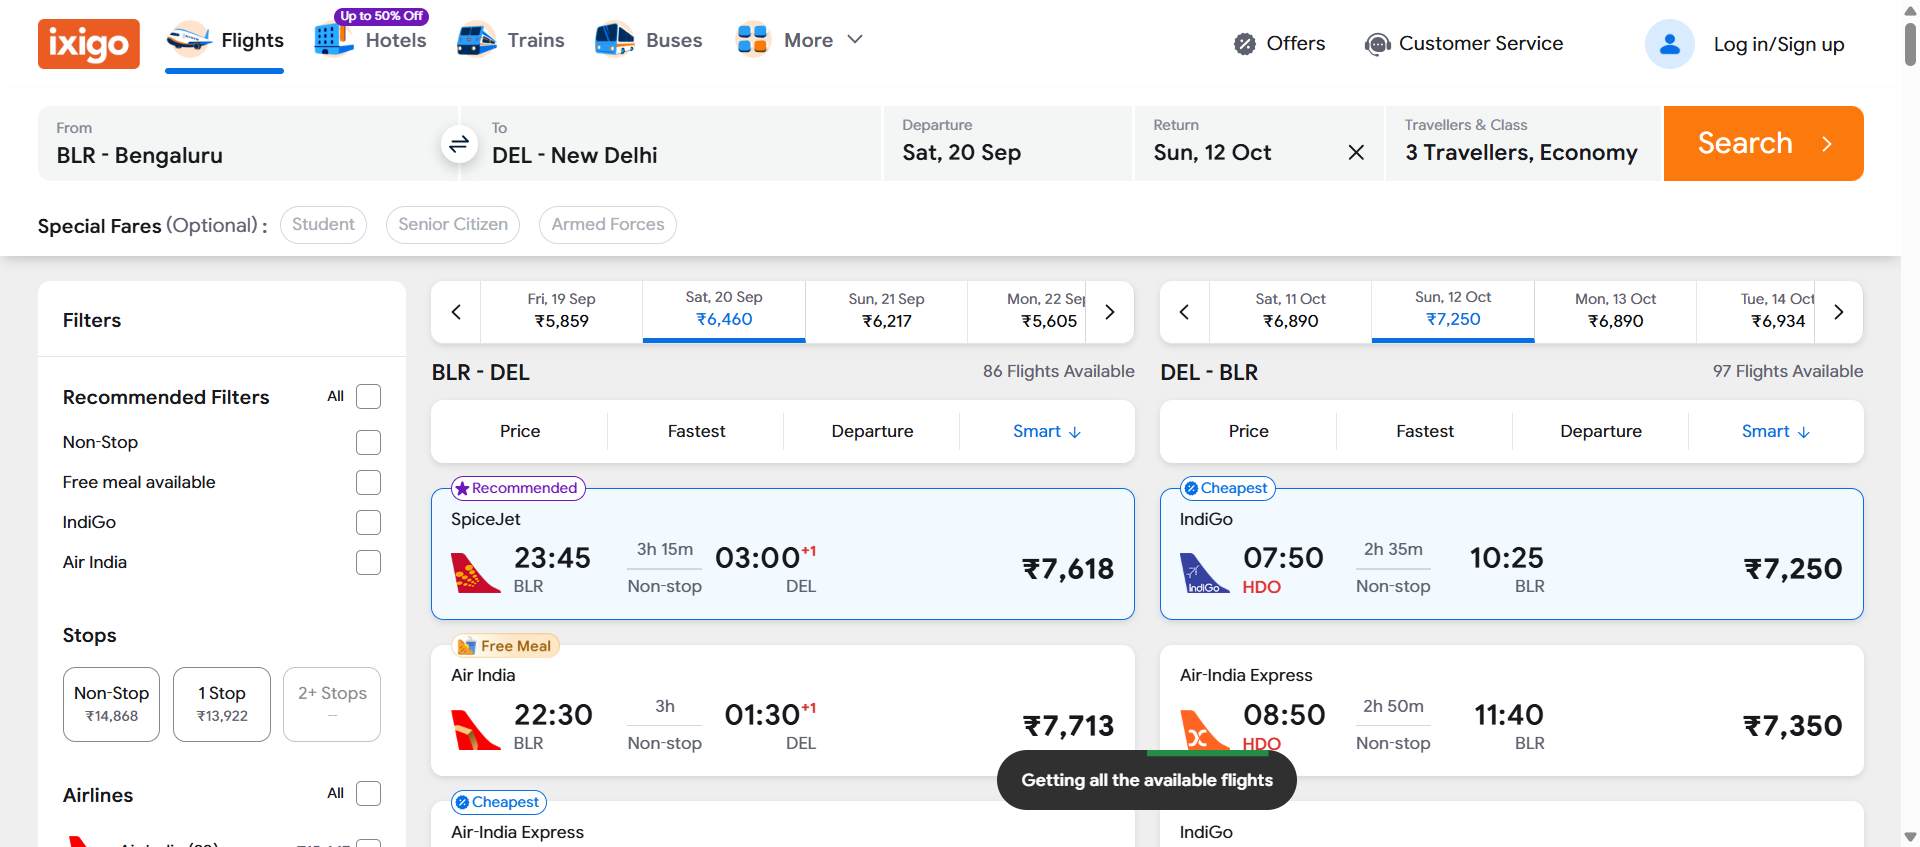 ixigo
Flights
Up to 50% Off
Hotels
Trains
Buses
More
Offers
Customer Service
Log in/Sign up
From
BLR - Bengaluru
To
DEL - New Delhi
Departure
Sat, 20 Sep
Return
Sun, 12 Oct
Travellers & Class
3 Travellers, Economy
Search
Special Fares (Optional) :
Student
Senior Citizen
Armed Forces
Filters
Recommended Filters
All
Non-Stop
Free meal available
IndiGo
Air India
Stops
Non-Stop
₹14,868
1 Stop
₹13,922
2+ Stops
--
Airlines
All
Fri, 19 Sep
₹5,859
Sat, 20 Sep
₹6,460
Sun, 21 Sep
₹6,217
Mon, 22 Sep
₹5,605
BLR - DEL
86 Flights Available
Price
Fastest
Departure
Smart ↓
Recommended
SpiceJet
23:45
BLR
3h 15m
Non-stop
03:00+1
DEL
₹7,618
Free Meal
Air India
22:30
BLR
3h
Non-stop
01:30+1
DEL
₹7,713
Cheapest
Air-India Express
Sat, 11 Oct
₹6,890
Sun, 12 Oct
₹7,250
Mon, 13 Oct
₹6,890
Tue, 14 Oct
₹6,934
DEL - BLR
97 Flights Available
Price
Fastest
Departure
Smart ↓
Cheapest
IndiGo
IndiGo
07:50
HDO
2h 35m
Non-stop
10:25
BLR
₹7,250
Air-India Express
08:50
HDO
2h 50m
Non-stop
11:40
BLR
₹7,350
IndiGo
Getting all the available flights